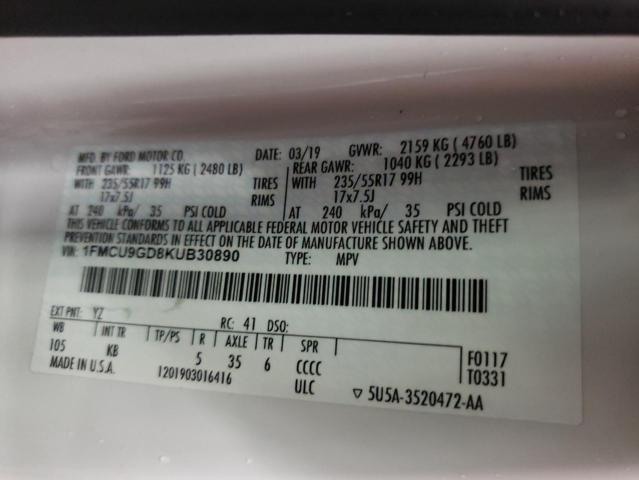 MFD. BY FORD MOTOR CO. DATE: 03/19 GVWR: 2159 KG ( 4760 LB)
FRONT GAWR: 1125 KG ( 2480 LB) REAR GAWR: 1040 KG ( 2293 LB)
WITH 235/55R17 99H TIRES WITH 235/55R17 99H TIRES
17x7.5J RIMS 17x7.5J RIMS
AT 240 kPa/ 35 PSI COLD AT 240 kPa/ 35 PSI COLD
THIS VEHICLE CONFORMS TO ALL APPLICABLE FEDERAL MOTOR VEHICLE SAFETY AND THEFT
PREVENTION STANDARDS IN EFFECT ON THE DATE OF MANUFACTURE SHOWN ABOVE.
VIN: 1FMCU9GD8KUB30890 TYPE: MPV
EXT PNT: YZ RC: 41 DSO:
WB INT TR TP/PS R AXLE TR SPR
105 KB 5 35 6 CCCC F0117
MADE IN U.S.A. 1201903016416 ULC T0331
▽ 5U5A-3520472-AA